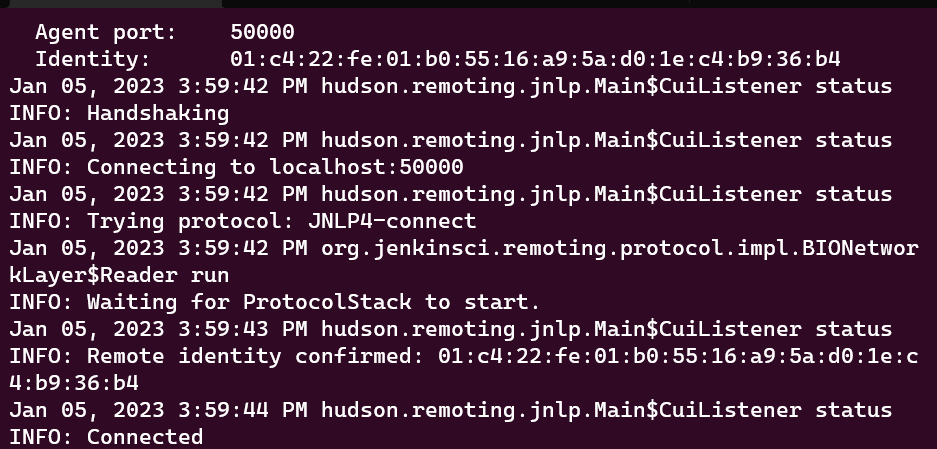 Agent port:    50000
Identity:      01:c4:22:fe:01:b0:55:16:a9:5a:d0:1e:c4:b9:36:b4
Jan 05, 2023 3:59:42 PM hudson.remoting.jnlp.Main$CuiListener status
INFO: Handshaking
Jan 05, 2023 3:59:42 PM hudson.remoting.jnlp.Main$CuiListener status
INFO: Connecting to localhost:50000
Jan 05, 2023 3:59:42 PM hudson.remoting.jnlp.Main$CuiListener status
INFO: Trying protocol: JNLP4-connect
Jan 05, 2023 3:59:42 PM org.jenkinsci.remoting.protocol.impl.BIONetwor
kLayer$Reader run
INFO: Waiting for ProtocolStack to start.
Jan 05, 2023 3:59:43 PM hudson.remoting.jnlp.Main$CuiListener status
INFO: Remote identity confirmed: 01:c4:22:fe:01:b0:55:16:a9:5a:d0:1e:c
4:b9:36:b4
Jan 05, 2023 3:59:44 PM hudson.remoting.jnlp.Main$CuiListener status
INFO: Connected